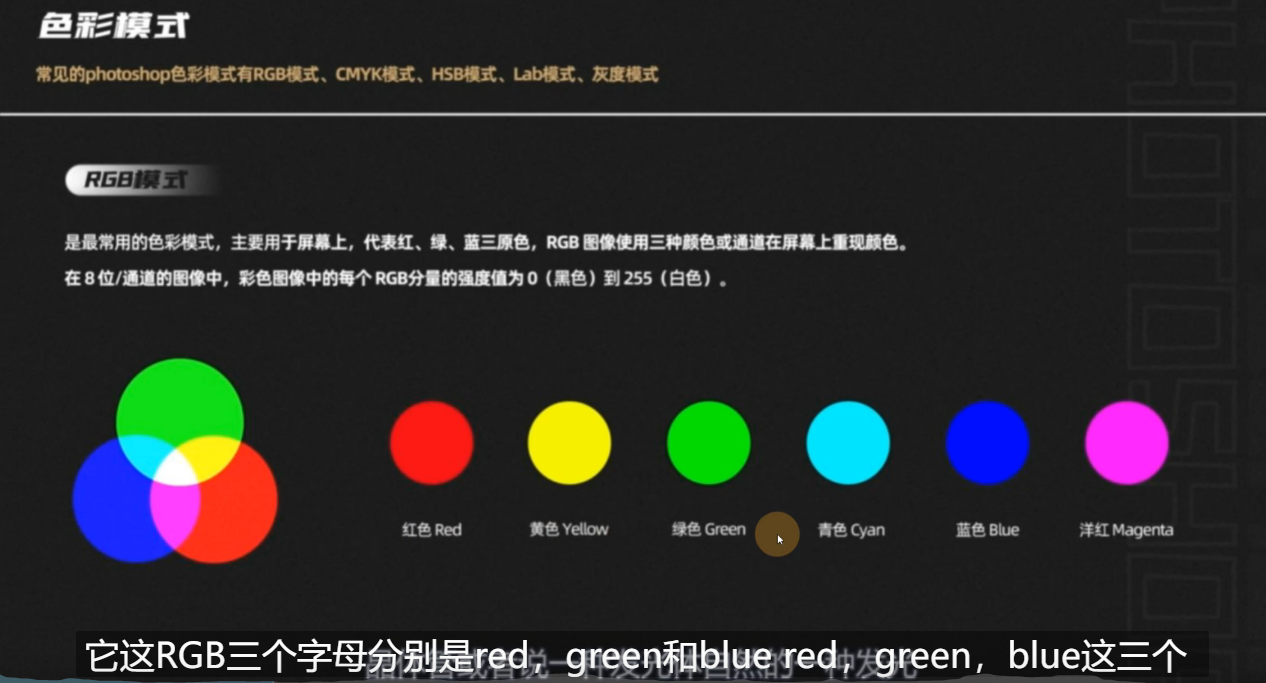 色彩模式
常见的photoshop色彩模式有RGB模式、CMYK模式、HSB模式、Lab模式、灰度模式
RGB模式
是最常用的色彩模式，主要用于屏幕上，代表红、绿、蓝三原色，RGB 图像使用三种颜色或通道在屏幕上重现颜色。
在 8 位/通道的图像中，彩色图像中的每个 RGB分量的强度值为 0（黑色）到 255（白色）。
红色 Red
黄色 Yellow
绿色 Green
青色 Cyan
蓝色 Blue
洋红 Magenta
它这RGB三个字母分别是red，green和blue red，green，blue这三个